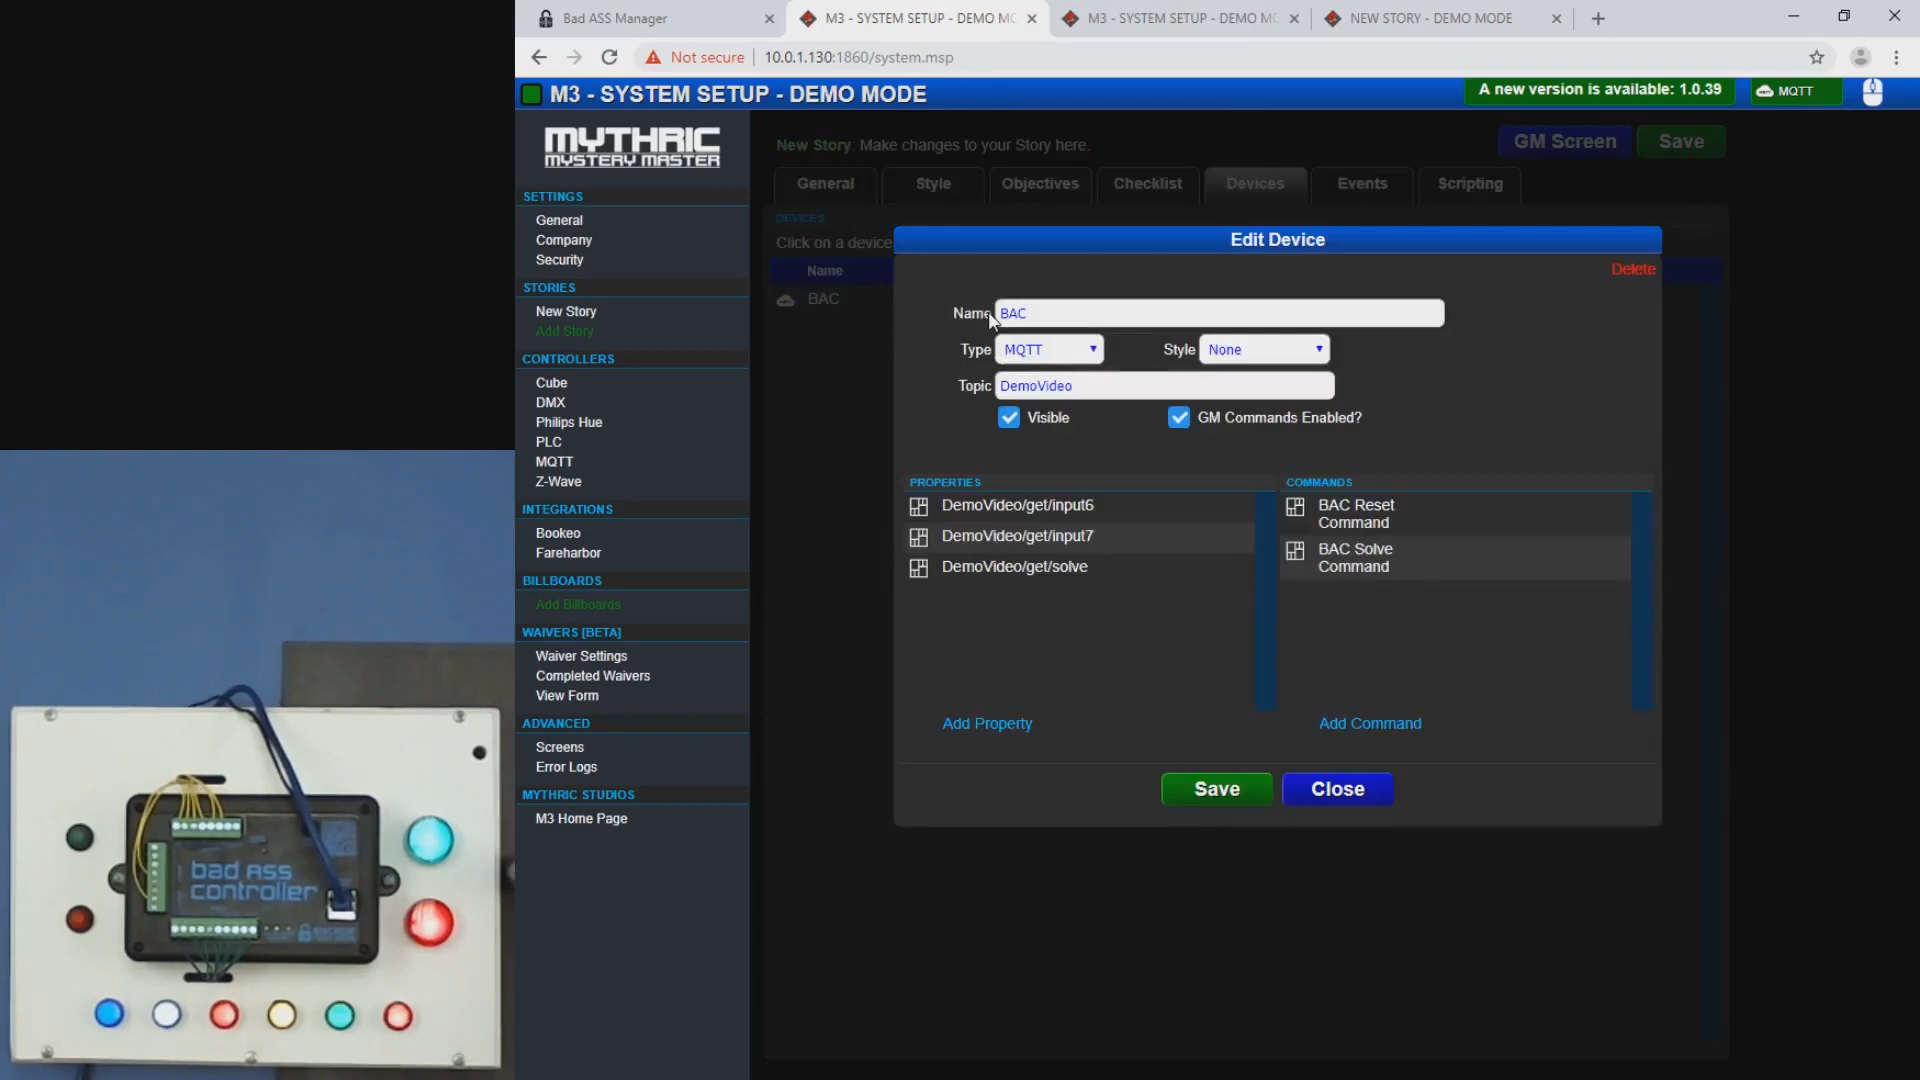 Bad ASS Manager
M3 - SYSTEM SETUP - DEMO MO
M3 - SYSTEM SETUP - DEMO MO
NEW STORY - DEMO MODE
Not secure
10.0.1.130:1860/system.msp
M3 - SYSTEM SETUP - DEMO MODE
A new version is available: 1.0.39
MQTT
MYTHRIC
MYSTERY MASTER
SETTINGS
General
Company
Security
STORIES
New Story
Add Story
CONTROLLERS
Cube
DMX
Philips Hue
PLC
MQTT
Z-Wave
INTEGRATIONS
Bookeo
Fareharbor
BILLBOARDS
Add Billboards
WAIVERS [BETA]
Waiver Settings
Completed Waivers
View Form
ADVANCED
Screens
Error Logs
MYTHRIC STUDIOS
M3 Home Page
New Story: Make changes to your Story here.
GM Screen
Save
General
Style
Objectives
Checklist
Devices
Events
Scripting
DEVICES
Click on a device
Name
BAC
Edit Device
Delete
Name
BAC
Type
MQTT
Style
None
Topic
DemoVideo
Visible
GM Commands Enabled?
PROPERTIES
DemoVideo/get/input6
DemoVideo/get/input7
DemoVideo/get/solve
Add Property
COMMANDS
BAC Reset
Command
BAC Solve
Command
Add Command
Save
Close
bad ASS
controller